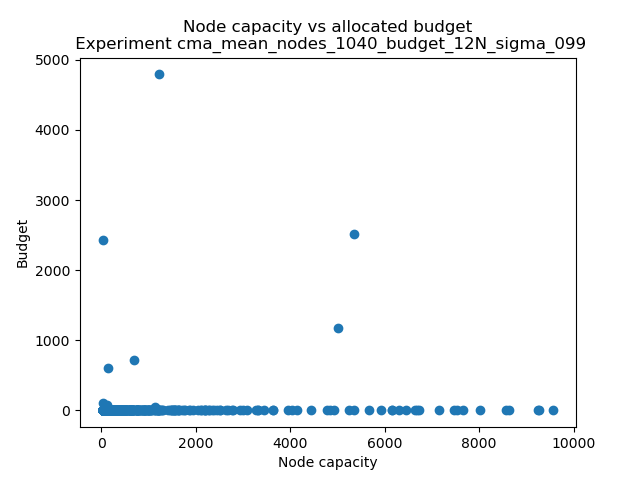 Node capacity vs allocated budget
Experiment cma_mean_nodes_1040_budget_12N_sigma_099
5000
4000
3000
2000
1000
0
Budget
0 2000 4000 6000 8000 10000
Node capacity